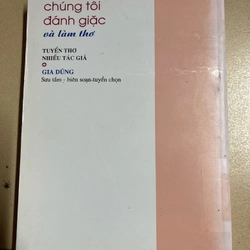 chúng tôi
đánh giặc
và làm thơ
TUYỂN THƠ
NHIỀU TÁC GIẢ
GIA DŨNG
Sưu tầm - biên soạn-tuyển chọn